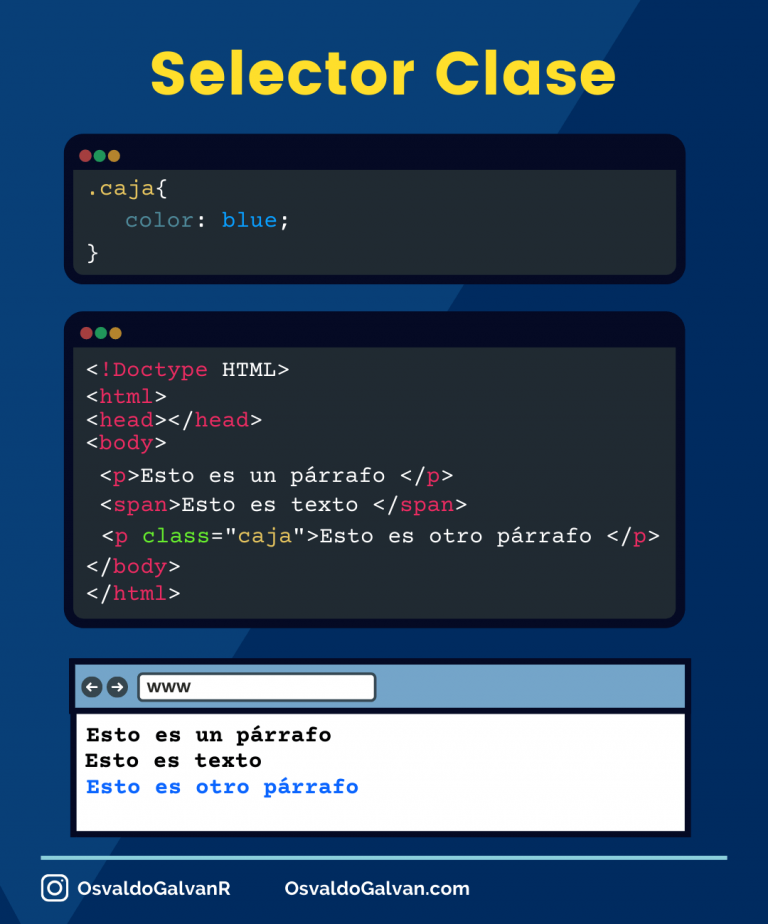 Selector Clase
.caja{
color: blue;
}
<!Doctype HTML>
<html>
<head></head>
<body>
<p>Esto es un párrafo </p>
<span>Esto es texto </span>
<p class="caja">Esto es otro párrafo </p>
</body>
</html>
www
Esto es un párrafo
Esto es texto
Esto es otro párrafo
OsvaldoGalvanR OsvaldoGalvan.com